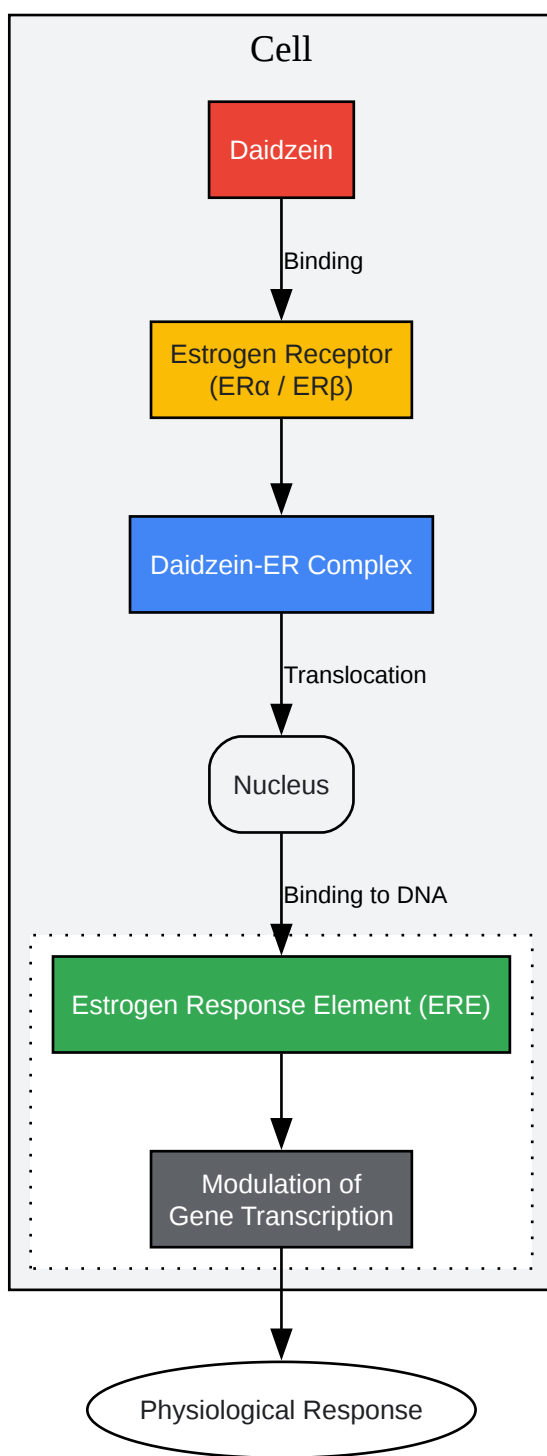 Cell
Daidzein
Binding
Estrogen Receptor
(ERα / ERβ)
Daidzein-ER Complex
Translocation
Nucleus
Binding to DNA
Estrogen Response Element (ERE)
Modulation of
Gene Transcription
Physiological Response